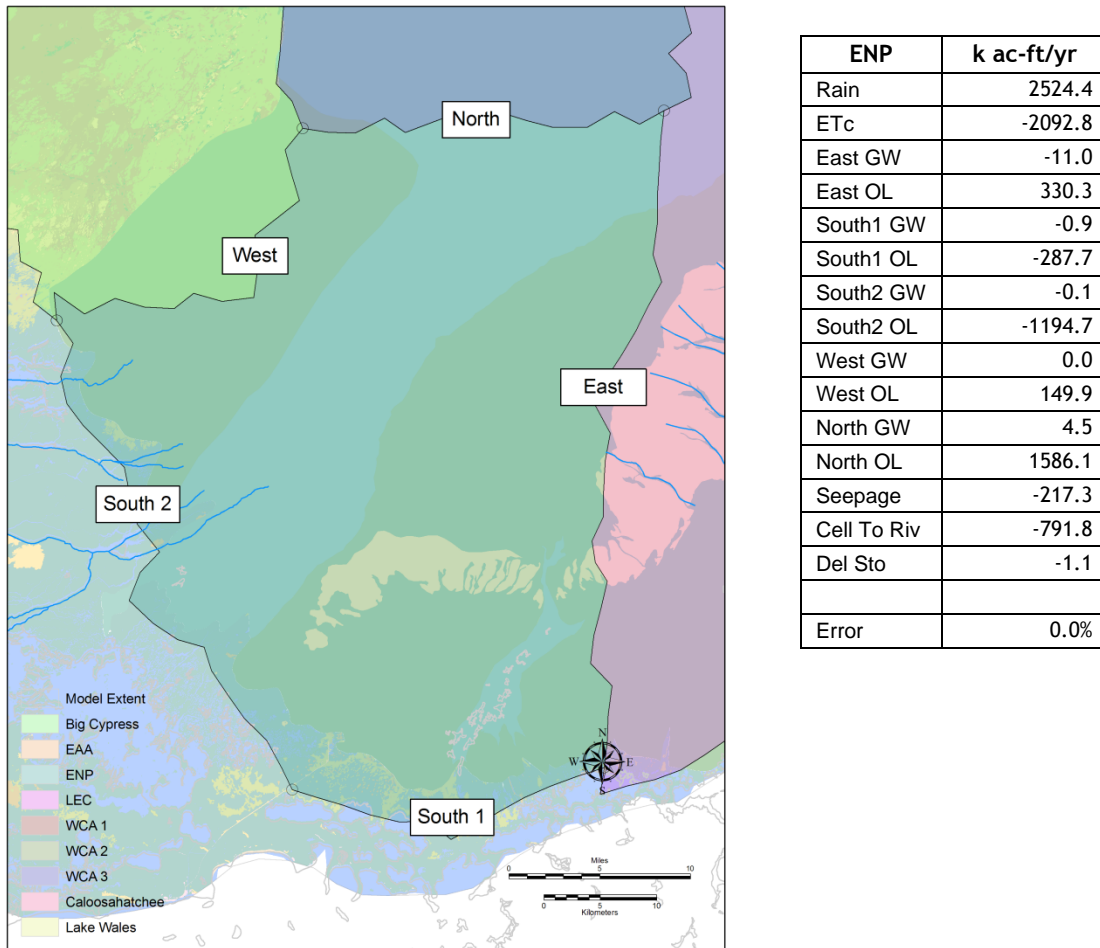 North
West
East
South 2
South 1
N
W E
S
Model Extent
Big Cypress
EAA
ENP
LEC
WCA 1
WCA 2
WCA 3
Caloosahatchee
Lake Wales
Miles
0 5 10
0 5 10
Kilometers
ENP k ac-ft/yr
Rain 2524.4
ETc -2092.8
East GW -11.0
East OL 330.3
South1 GW -0.9
South1 OL -287.7
South2 GW -0.1
South2 OL -1194.7
West GW 0.0
West OL 149.9
North GW 4.5
North OL 1586.1
Seepage -217.3
Cell To Riv -791.8
Del Sto -1.1
Error 0.0%